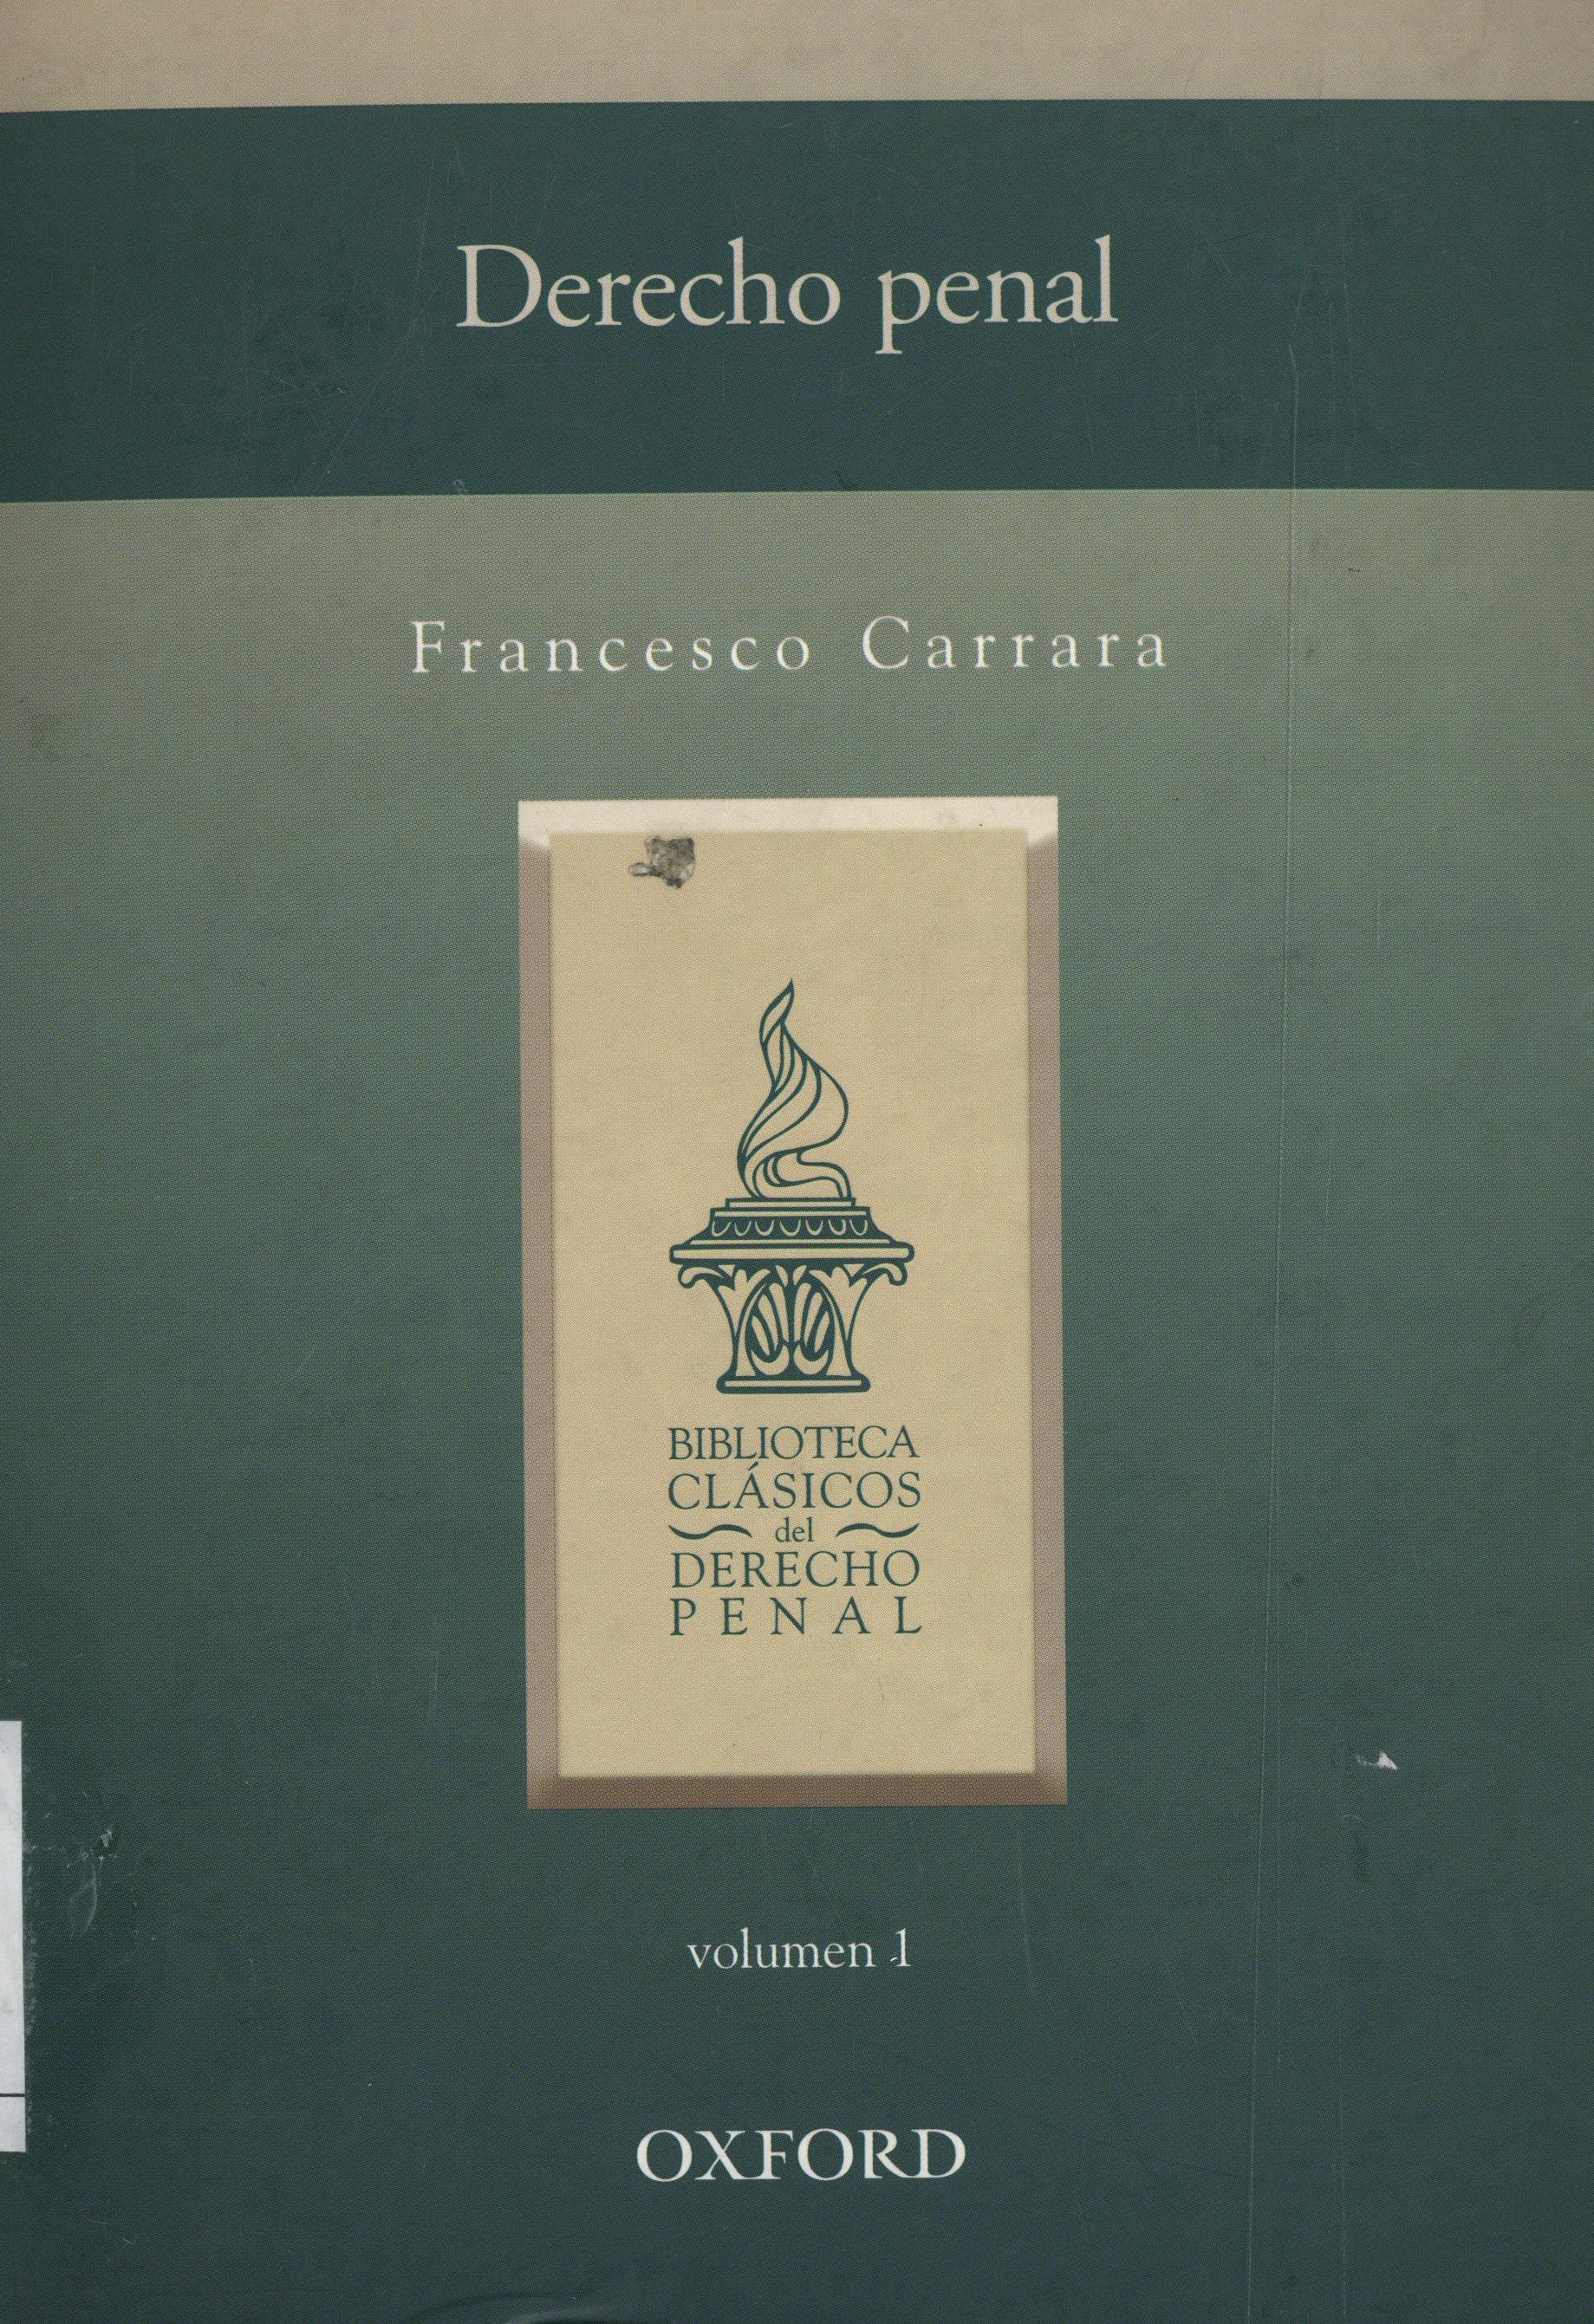 Derecho penal
Francesco Carrara
BIBLIOTECA
CLÁSICOS
del
DERECHO
PENAL
volumen 1
OXFORD